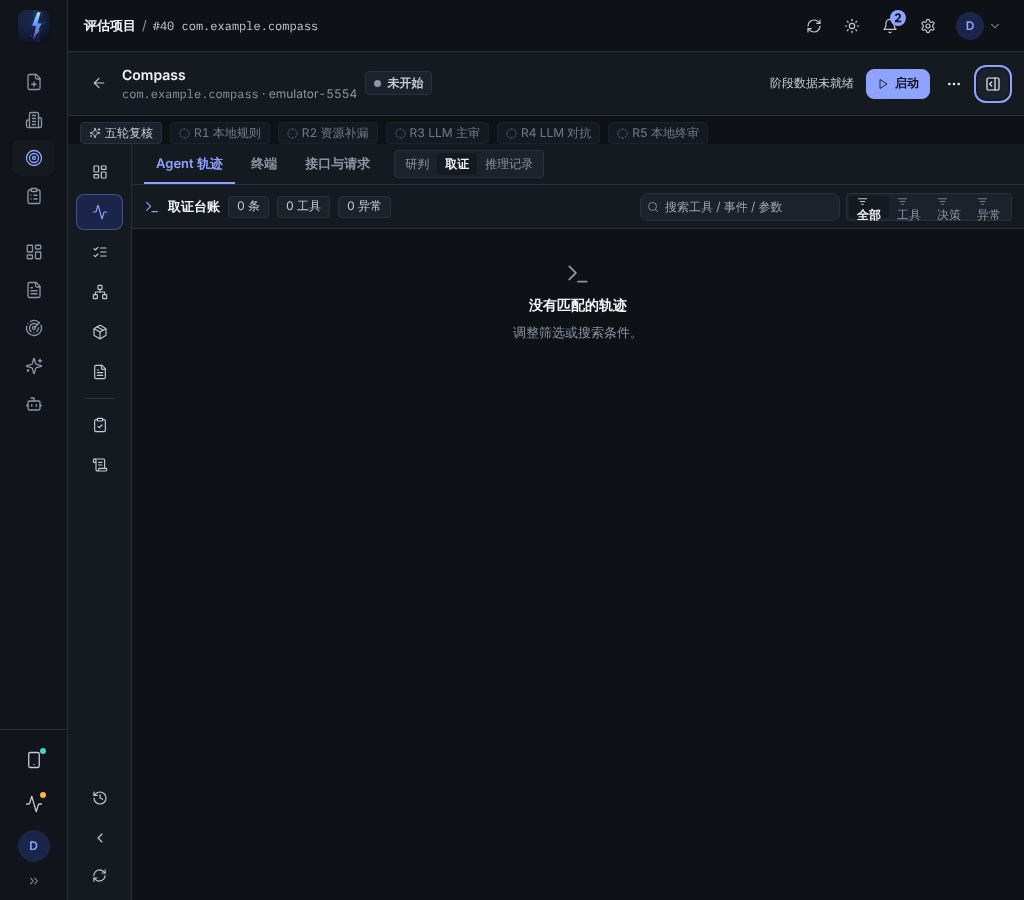 评估项目 / #40 com.example.compass
2
D
Compass
com.example.compass · emulator-5554
未开始
阶段数据未就绪
启动
五轮复核
R1 本地规则
R2 资源补漏
R3 LLM 主审
R4 LLM 对抗
R5 本地终审
Agent 轨迹
终端
接口与请求
研判
取证
推理记录
取证台账
0 条
0 工具
0 异常
搜索工具 / 事件 / 参数
全部
工具
决策
异常
没有匹配的轨迹
调整筛选或搜索条件。
D